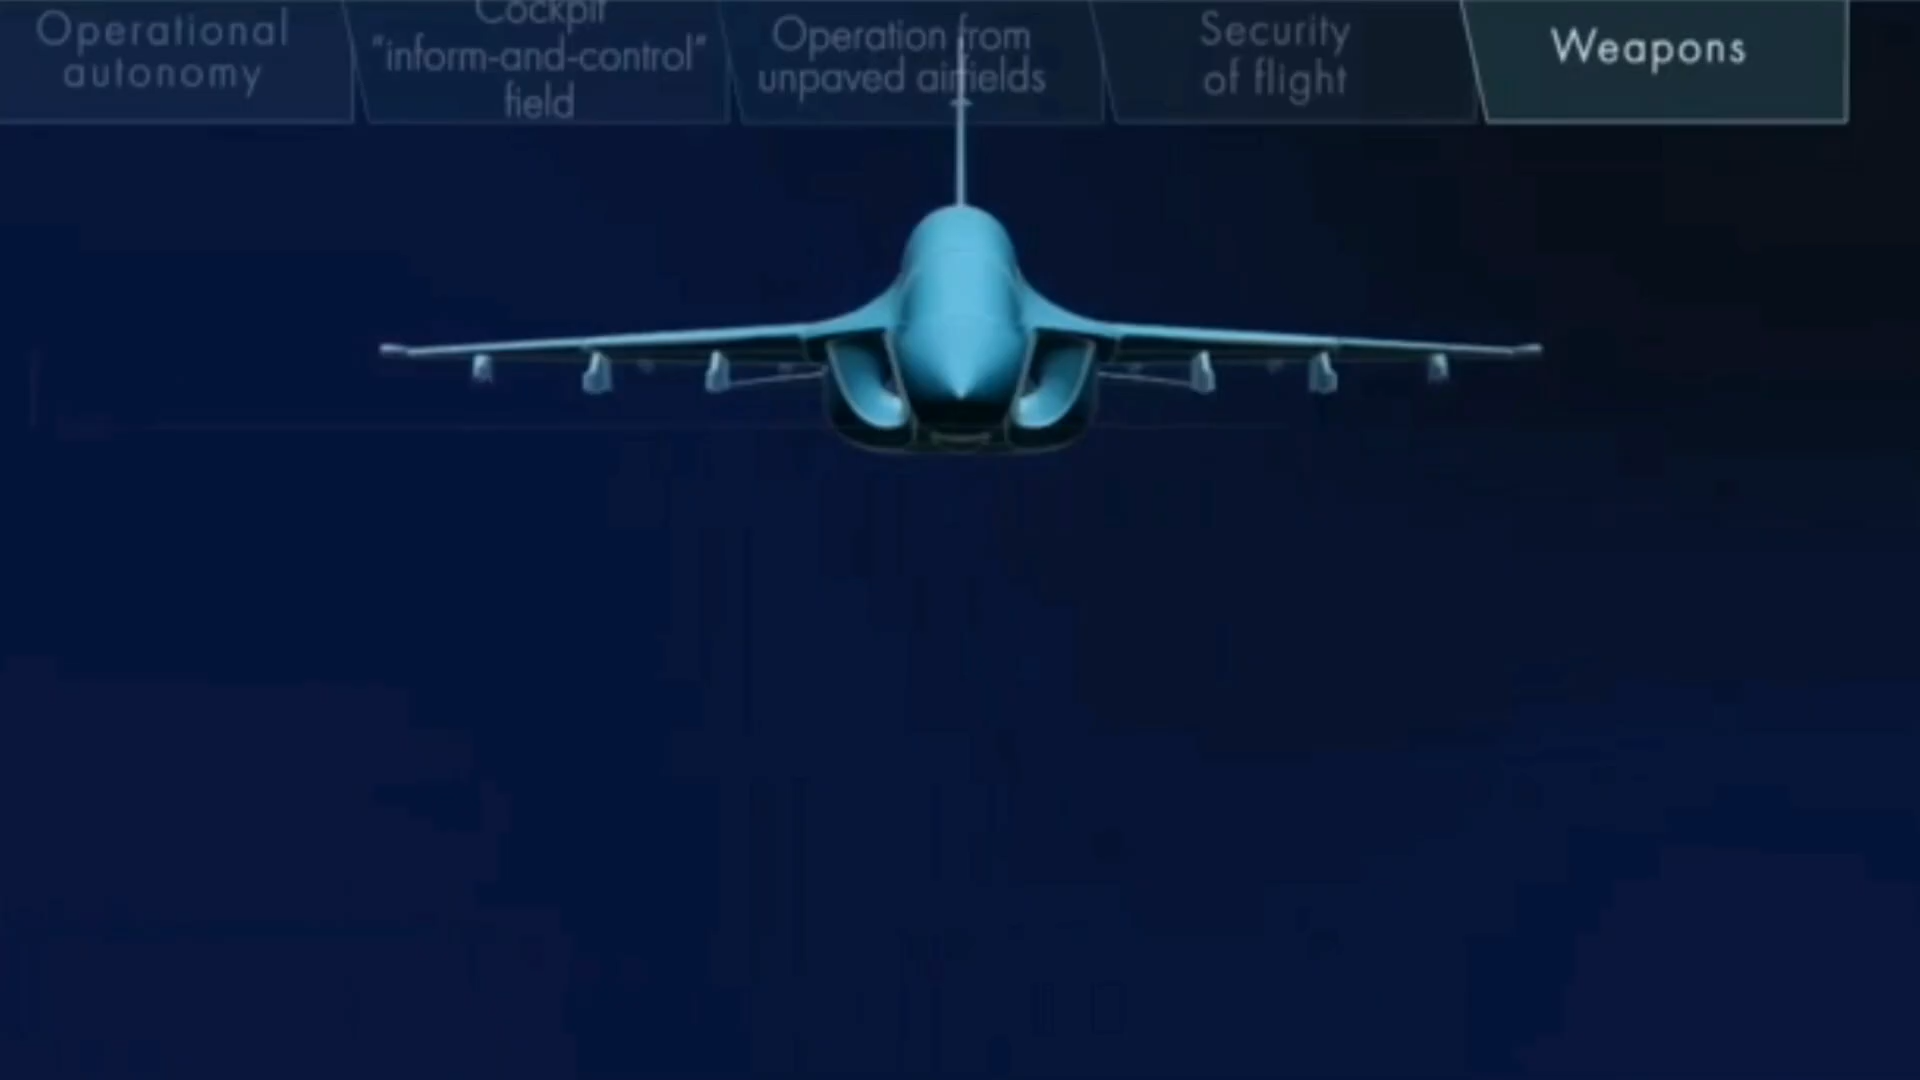 Operational
autonomy
Cockpit
“inform-and-control”
field
Operation from
unpaved airfields
Security
of flight
Weapons